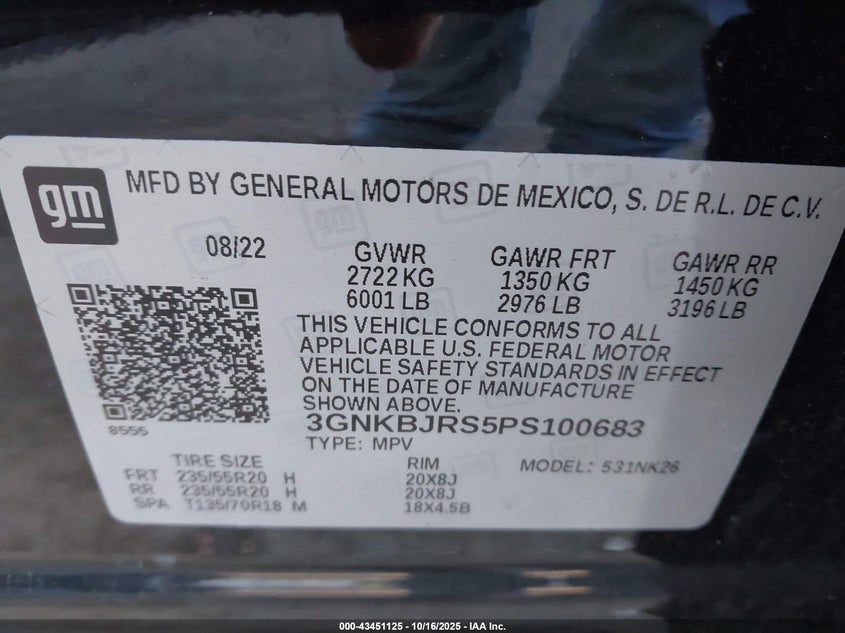 gm
MFD BY GENERAL MOTORS DE MEXICO, S. DE R.L. DE C.V.
08/22
GVWR
2722 KG
6001 LB
GAWR FRT
1350 KG
2976 LB
GAWR RR
1450 KG
3196 LB
THIS VEHICLE CONFORMS TO ALL
APPLICABLE U.S. FEDERAL MOTOR
VEHICLE SAFETY STANDARDS IN EFFECT
ON THE DATE OF MANUFACTURE
SHOWN ABOVE.
8555
3GNKBJRS5PS100683
TYPE: MPV
TIRE SIZE RIM MODEL: 531NK26
FRT 235/55R20 H 20X8J
RR 235/55R20 H 20X8J
SPA T135/70R18 M 18X4.5B
000-43451125 - 10/16/2025 - IAA Inc.